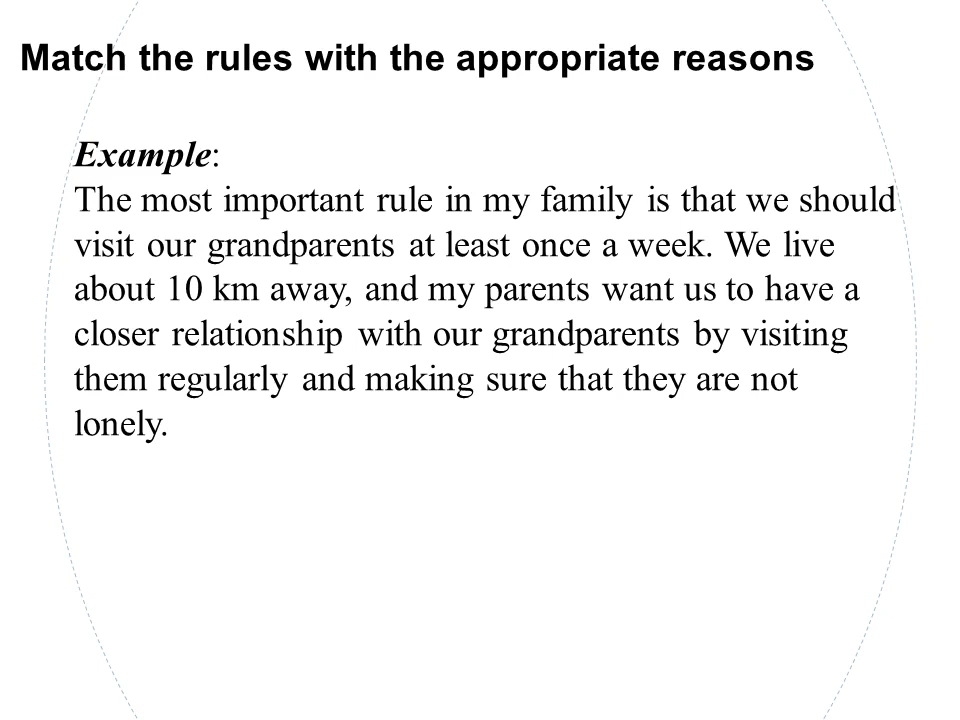 Match the rules with the appropriate reasons
Example:
The most important rule in my family is that we should
visit our grandparents at least once a week. We live
about 10 km away, and my parents want us to have a
closer relationship with our grandparents by visiting
them regularly and making sure that they are not
lonely.